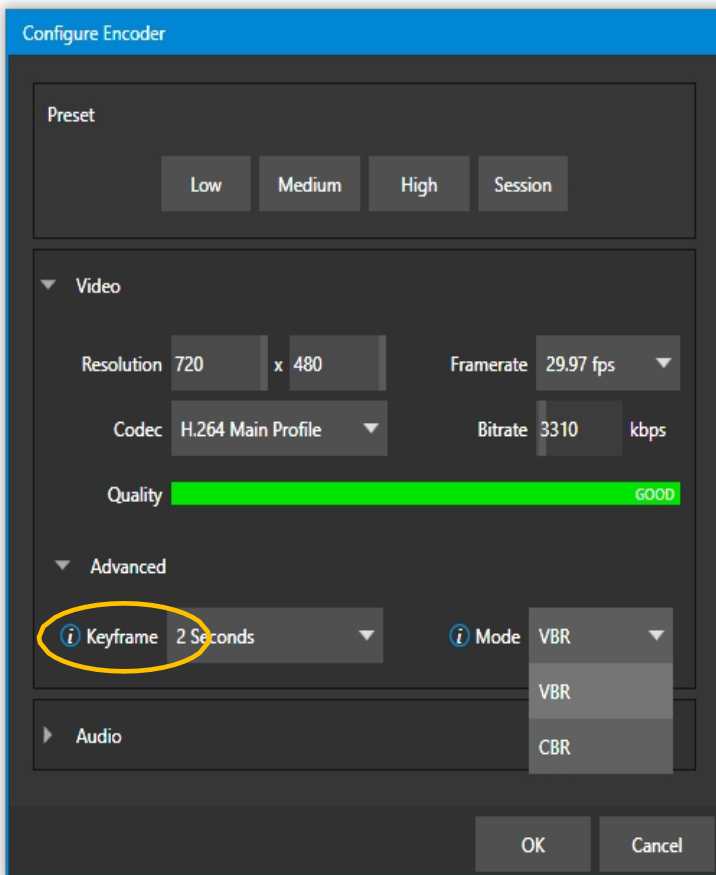 Configure Encoder
Preset
Low Medium High Session
Video
Resolution 720 x 480 Framerate 29.97 fps
Codec H.264 Main Profile Bitrate 3310 kbps
Quality GOOD
Advanced
i Keyframe 2 Seconds i Mode VBR
VBR
Audio
CBR
OK Cancel